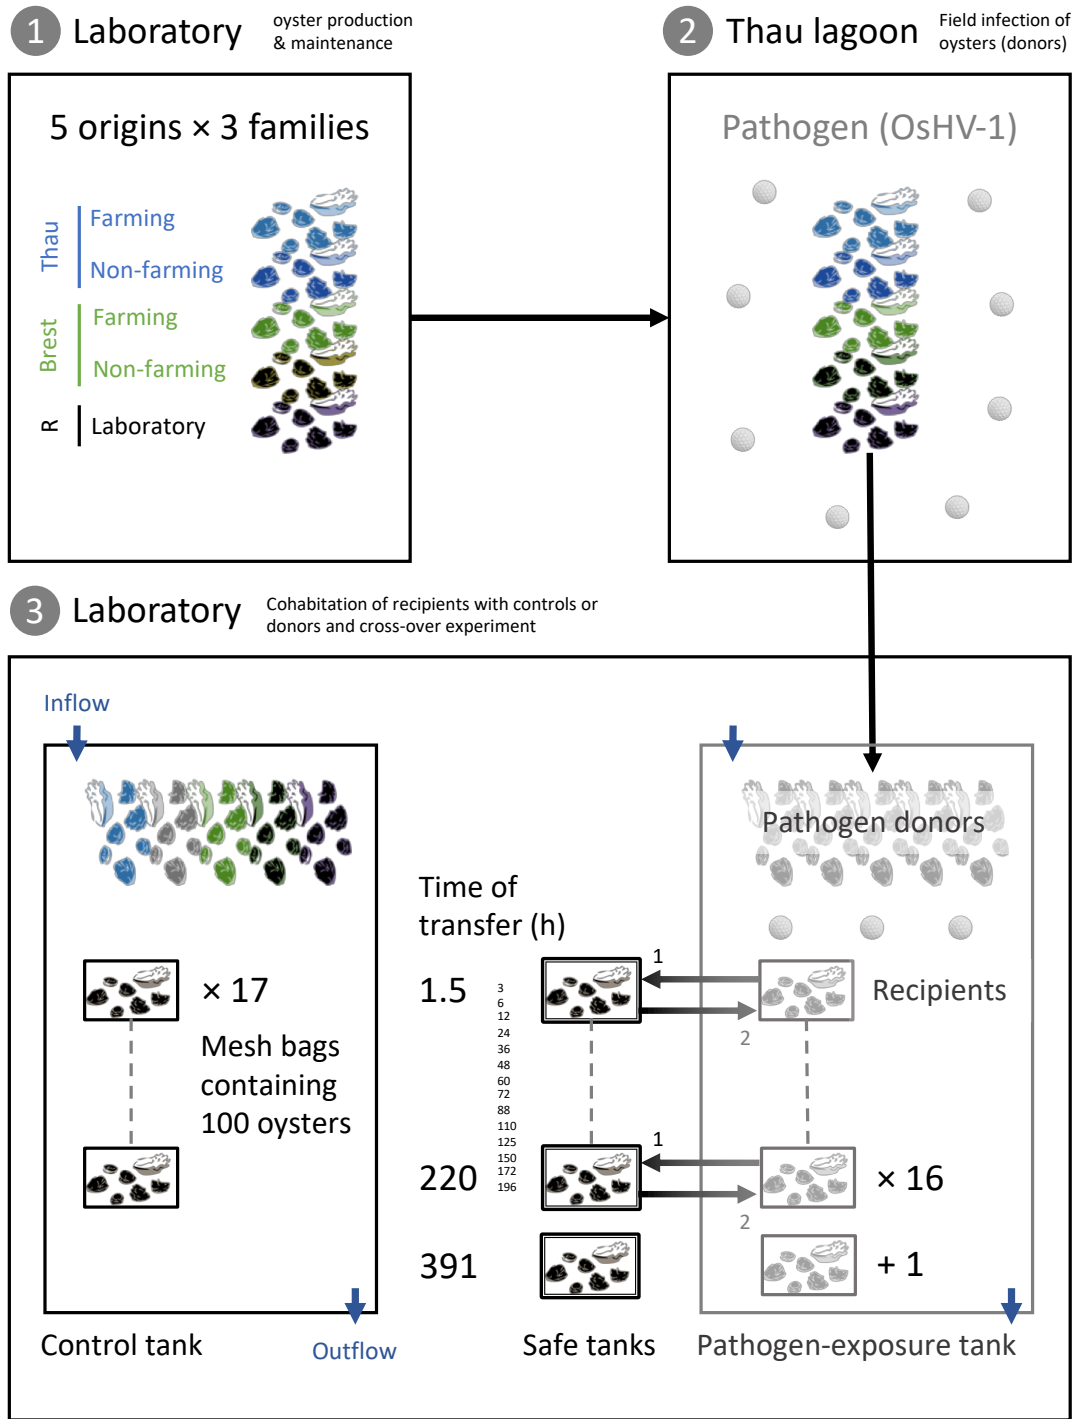 1 Laboratory
oyster production
& maintenance
5 origins × 3 families
Thau
Farming
Non-farming
Brest
Farming
Non-farming
R
Laboratory
2 Thau lagoon
Field infection of
oysters (donors)
Pathogen (OsHV-1)
3 Laboratory
Cohabitation of recipients with controls or
donors and cross-over experiment
Inflow
× 17
Mesh bags
containing
100 oysters
Control tank
Outflow
Time of
transfer (h)
1.5
3
6
12
24
36
48
60
72
88
110
125
150
172
196
220
391
1
2
1
2
Safe tanks
Pathogen donors
Recipients
× 16
+ 1
Pathogen-exposure tank